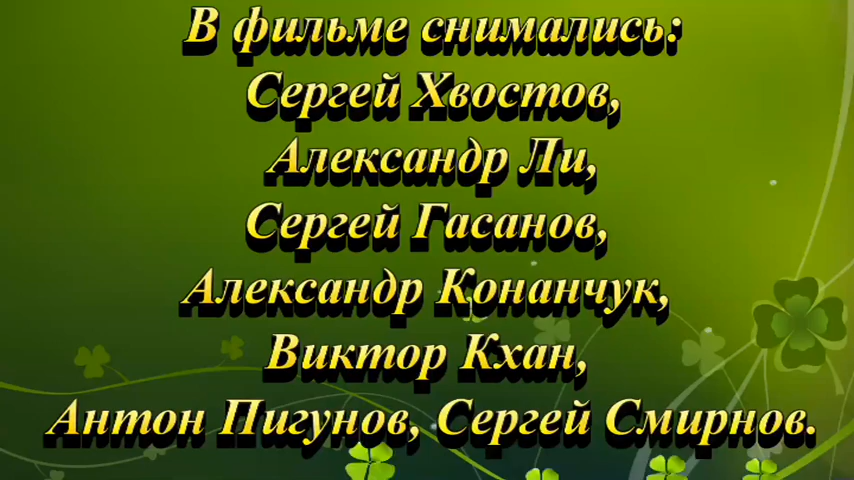 В фильме снимались:
Сергей Хвостов,
Александр Ли,
Сергей Гасанов,
Александр Конанчук,
Виктор Кхан,
Антон Пигунов, Сергей Смирнов.